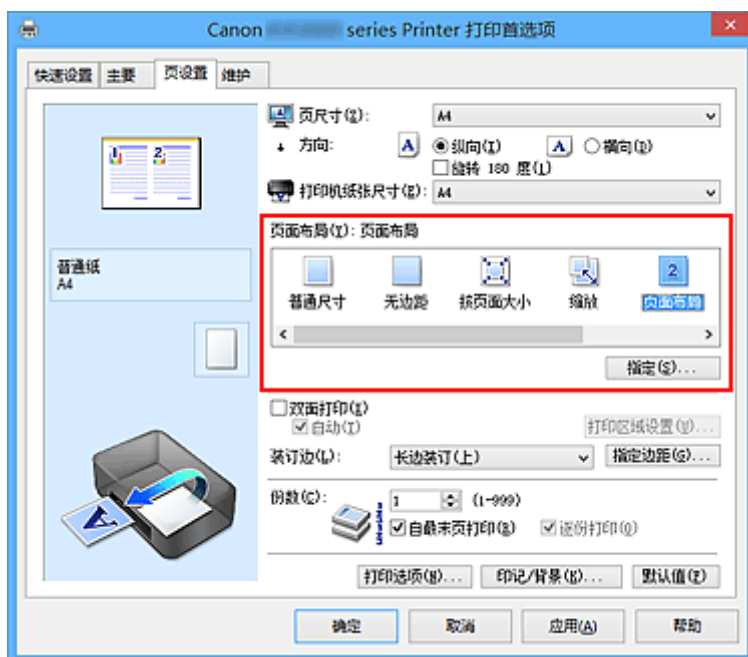 Canon series Printer 打印首选项
快速设置 主要 页设置 维护
1 2
普通纸
A4
页尺寸(Z): A4
方向: A 纵向(I) A 横向(D)
旋转 180 度(L)
打印机纸张尺寸(E): A4
页面布局(Y): 页面布局
2
普通尺寸 无边距 按页面大小 缩放 页面布局
指定(S)...
双面打印(X)
自动(T) 打印区域设置(U)...
装订边(L): 长边装订(上) 指定边距(G)...
份数(C): 1 (1-999)
自最末页打印(R) 逐份打印(O)
打印选项(N)... 印记/背景(K)... 默认值(F)
确定 取消 应用(A) 帮助